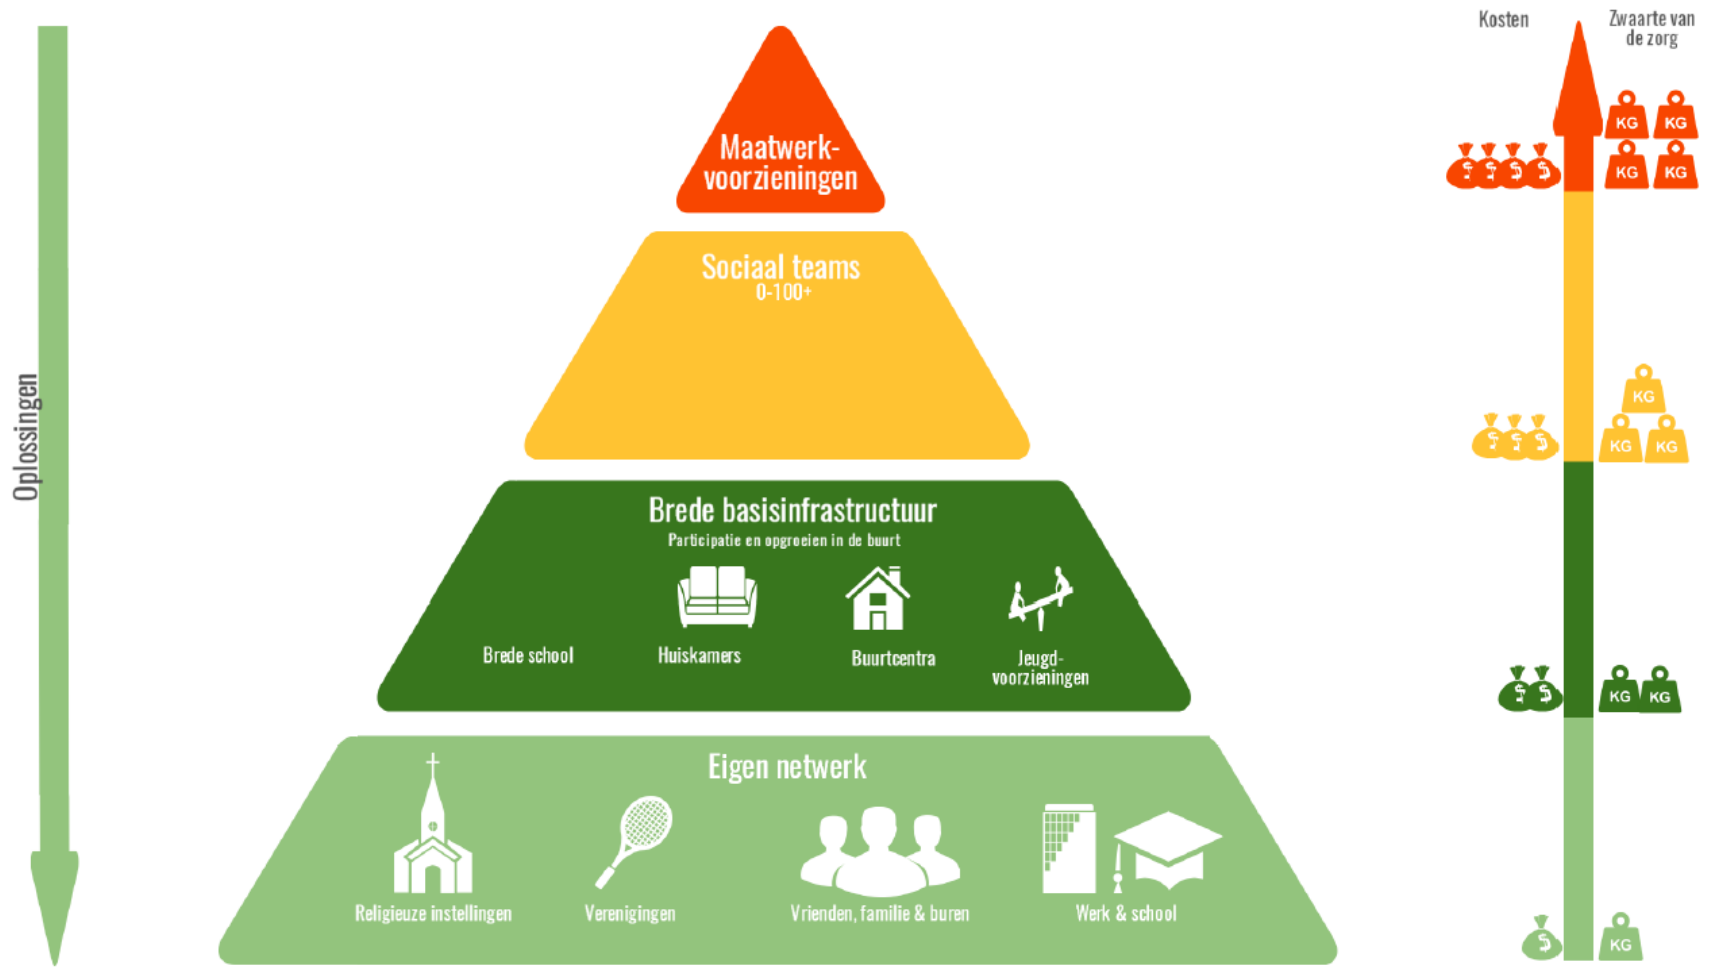 Kosten
Zwaarte van
de zorg
Oplossingen
Maatwerk-
voorzieningen
KG KG
$ $ $ $
KG KG
Sociaal teams
0-100+
KG
$ $ $
KG KG
Brede basisinfrastructuur
Participatie en opgroeien in de buurt
Brede school
Huiskamers
Buurtcentra
Jeugd-
voorzieningen
$ $
KG KG
Eigen netwerk
Religieuze instellingen
Verenigingen
Vrienden, familie & buren
Werk & school
$
KG